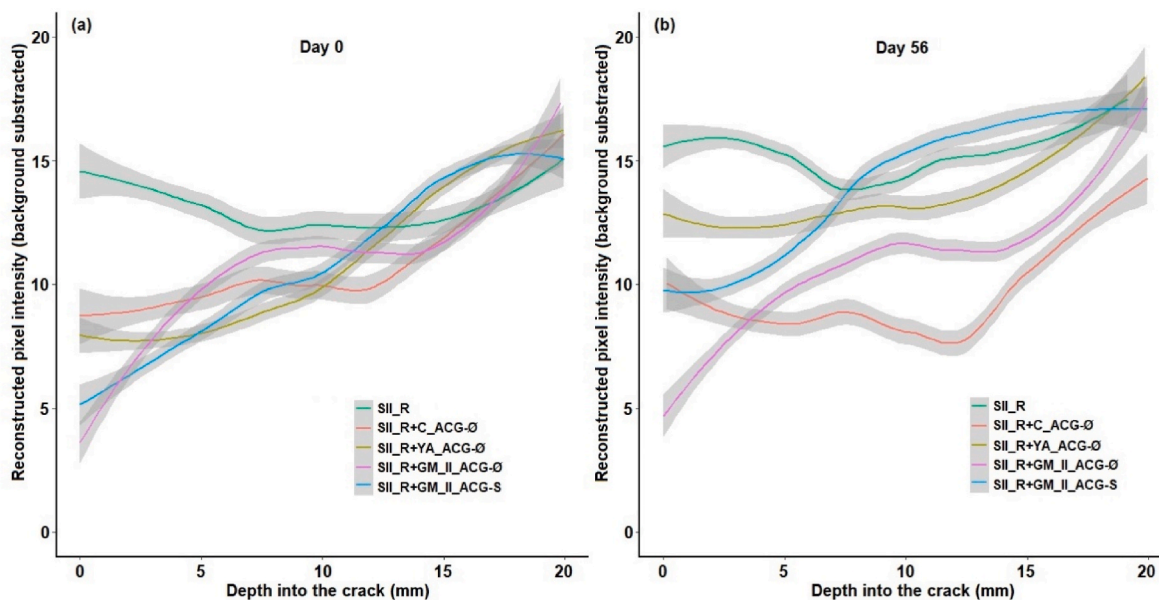 (a)
Day 0
Reconstructed pixel intensity (background substracted)
20
15
10
5
0
SII_R
SII_R+C_ACG-Ø
SII_R+YA_ACG-Ø
SII_R+GM_II_ACG-Ø
SII_R+GM_II_ACG-S
0 5 10 15 20
Depth into the crack (mm)
(b)
Day 56
Reconstructed pixel intensity (background substracted)
20
15
10
5
0
SII_R
SII_R+C_ACG-Ø
SII_R+YA_ACG-Ø
SII_R+GM_II_ACG-Ø
SII_R+GM_II_ACG-S
0 5 10 15 20
Depth into the crack (mm)